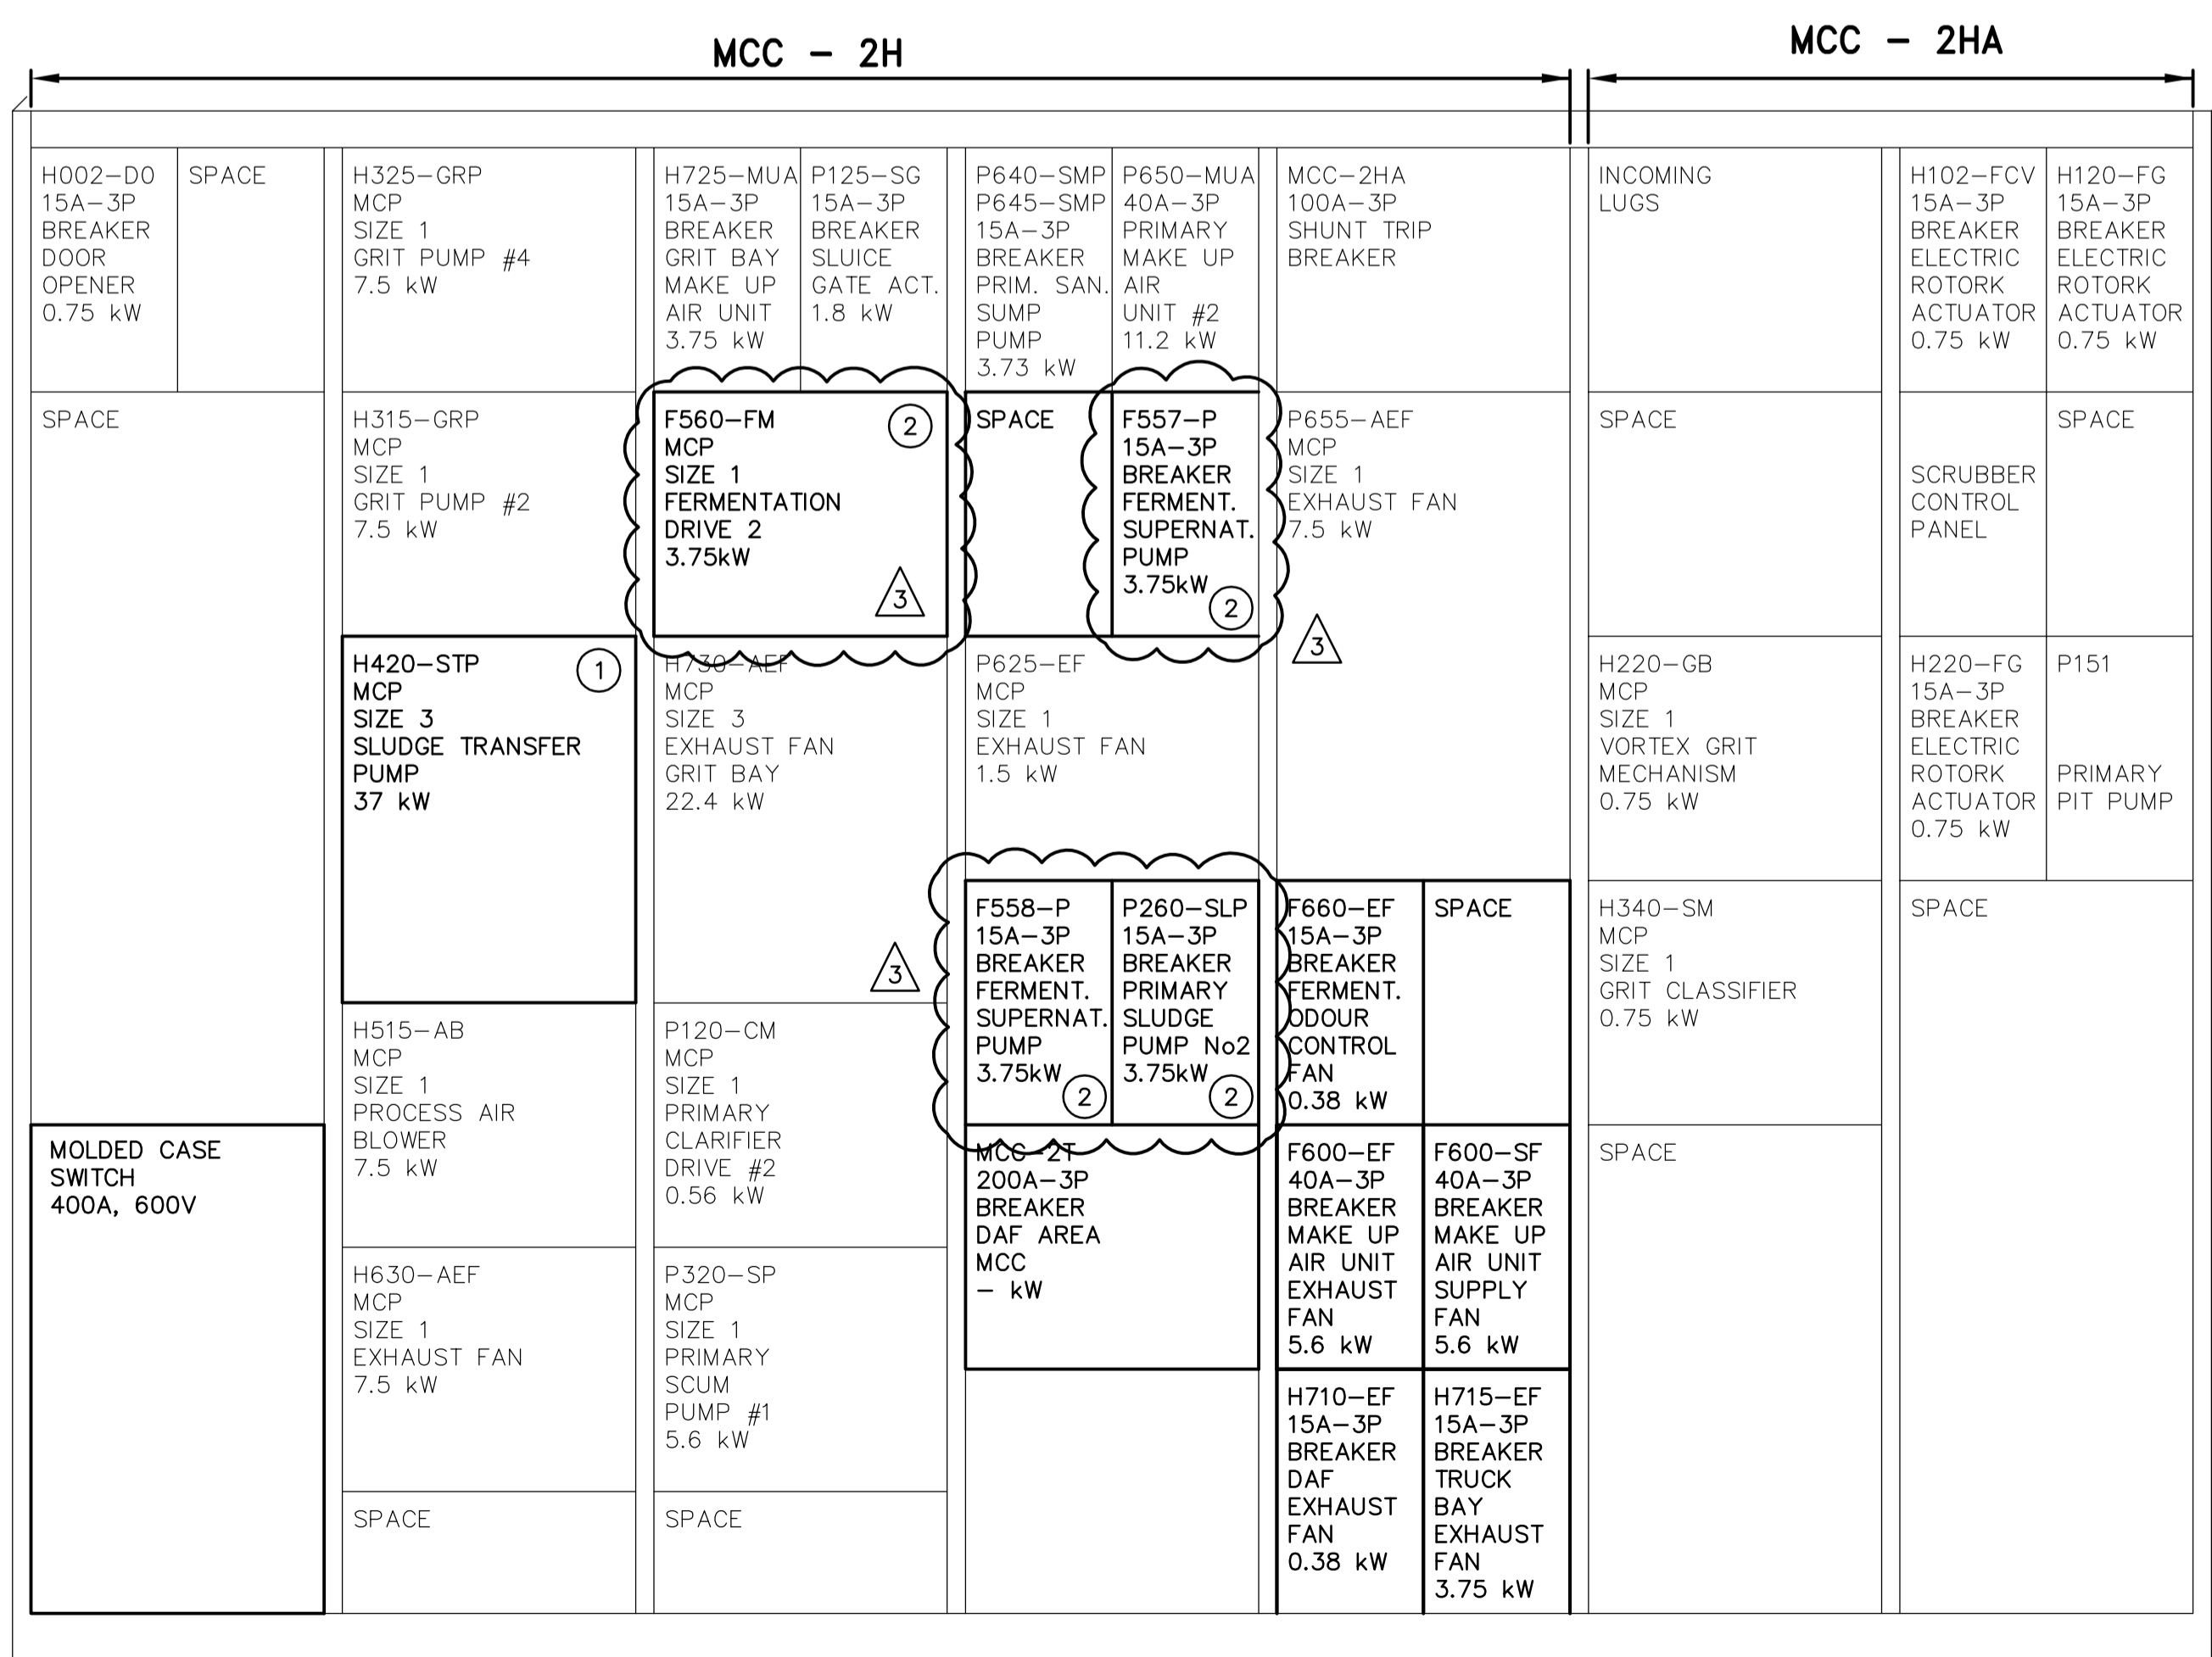 MCC - 2H
MCC - 2HA
H002-DO
15A-3P
BREAKER
DOOR
OPENER
0.75 kW
SPACE
SPACE
MOLDED CASE
SWITCH
400A, 600V
H325-GRP
MCP
SIZE 1
GRIT PUMP #4
7.5 kW
H315-GRP
MCP
SIZE 1
GRIT PUMP #2
7.5 kW
H420-STP
1
MCP
SIZE 3
SLUDGE TRANSFER
PUMP
37 kW
H515-AB
MCP
SIZE 1
PROCESS AIR
BLOWER
7.5 kW
H630-AEF
MCP
SIZE 1
EXHAUST FAN
7.5 kW
SPACE
H725-MUA
15A-3P
BREAKER
GRIT BAY
MAKE UP
AIR UNIT
3.75 kW
P125-SG
15A-3P
BREAKER
SLUICE
GATE ACT.
1.8 kW
F560-FM
2
MCP
SIZE 1
FERMENTATION
DRIVE 2
3.75kW
3
H730-AEF
MCP
SIZE 3
EXHAUST FAN
GRIT BAY
22.4 kW
3
P120-CM
MCP
SIZE 1
PRIMARY
CLARIFIER
DRIVE #2
0.56 kW
P320-SP
MCP
SIZE 1
PRIMARY
SCUM
PUMP #1
5.6 kW
SPACE
P640-SMP
P645-SMP
15A-3P
BREAKER
PRIM. SAN.
SUMP
PUMP
3.73 kW
P650-MUA
40A-3P
PRIMARY
MAKE UP
AIR
UNIT #2
11.2 kW
SPACE
F557-P
15A-3P
BREAKER
FERMENT.
SUPERNAT.
PUMP
3.75kW
2
P625-EF
MCP
SIZE 1
EXHAUST FAN
1.5 kW
F558-P
15A-3P
BREAKER
FERMENT.
SUPERNAT.
PUMP
3.75kW
2
P260-SLP
15A-3P
BREAKER
PRIMARY
SLUDGE
PUMP No2
3.75kW
2
MCC-2T
200A-3P
BREAKER
DAF AREA
MCC
- kW
MCC-2HA
100A-3P
SHUNT TRIP
BREAKER
P655-AEF
MCP
SIZE 1
EXHAUST FAN
7.5 kW
3
F660-EF
15A-3P
BREAKER
FERMENT.
ODOUR
CONTROL
FAN
0.38 kW
SPACE
F600-EF
40A-3P
BREAKER
MAKE UP
AIR UNIT
EXHAUST
FAN
5.6 kW
F600-SF
40A-3P
BREAKER
MAKE UP
AIR UNIT
SUPPLY
FAN
5.6 kW
H710-EF
15A-3P
BREAKER
DAF
EXHAUST
FAN
0.38 kW
H715-EF
15A-3P
BREAKER
TRUCK
BAY
EXHAUST
FAN
3.75 kW
INCOMING
LUGS
SPACE
H220-GB
MCP
SIZE 1
VORTEX GRIT
MECHANISM
0.75 kW
H340-SM
MCP
SIZE 1
GRIT CLASSIFIER
0.75 kW
SPACE
H102-FCV
15A-3P
BREAKER
ELECTRIC
ROTORK
ACTUATOR
0.75 kW
H120-FG
15A-3P
BREAKER
ELECTRIC
ROTORK
ACTUATOR
0.75 kW
SCRUBBER
CONTROL
PANEL
SPACE
H220-FG
15A-3P
BREAKER
ELECTRIC
ROTORK
ACTUATOR
0.75 kW
P151
PRIMARY
PIT PUMP
SPACE